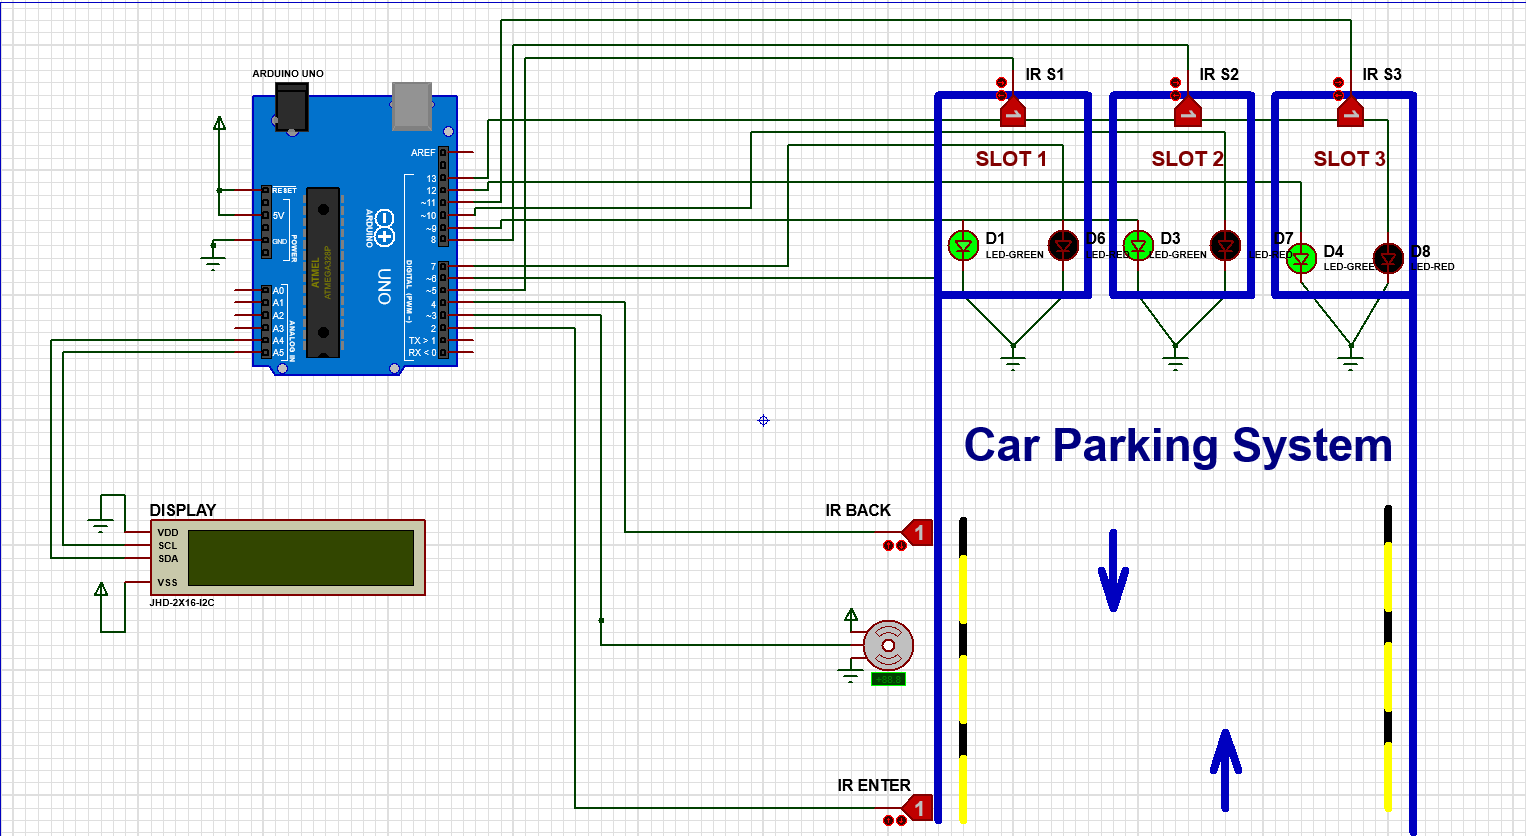 ARDUINO UNO
IR S1
IR S2
IR S3
1
1
1
SLOT 1
SLOT 2
SLOT 3
AREF
13
12
~11
~10
~9
8
7
~6
~5
4
~3
2
TX > 1
RX < 0
RESET
5V
GND
POWER
A0
A1
A2
A3
A4
A5
ANALOG IN
ATMEL
ATMEGA328P
ARDUINO
UNO
DIGITAL (PWM ~)
D1
LED-GREEN
D6
LED-RED
D3
LED-GREEN
D7
LED-RED
D4
LED-GREEN
D8
LED-RED
Car Parking System
DISPLAY
VDD
SCL
SDA
VSS
JHD-2X16-I2C
IR BACK
1
+88.8
IR ENTER
1